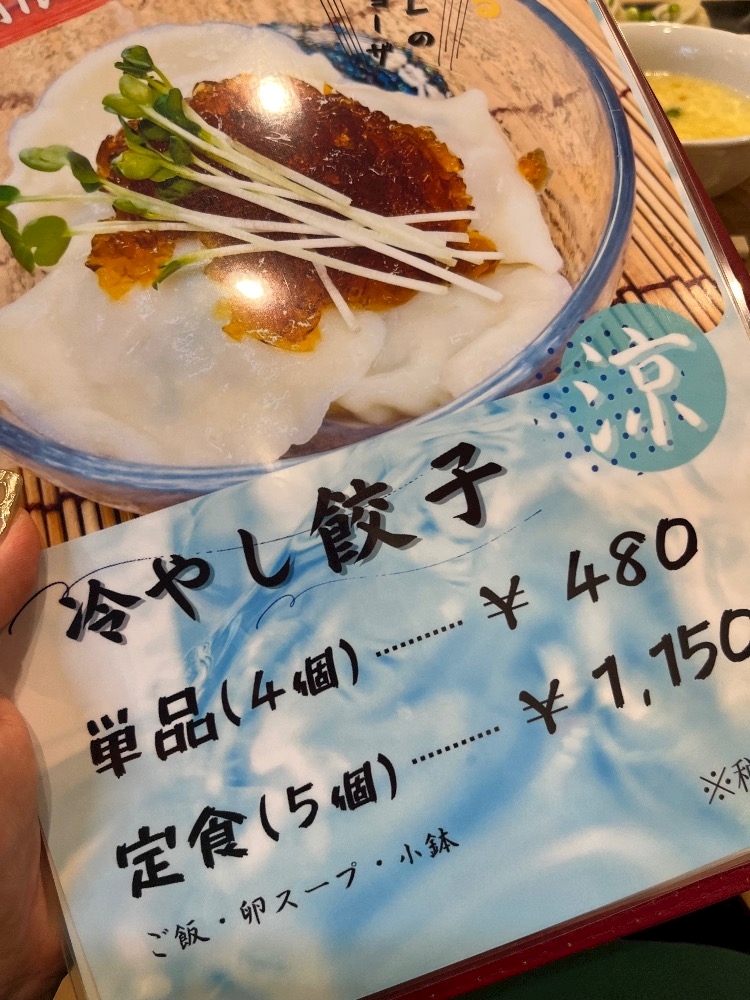 涼
冷やし餃子
単品(4個)………¥480
定食(5個)………¥1,150
ご飯・卵スープ・小鉢